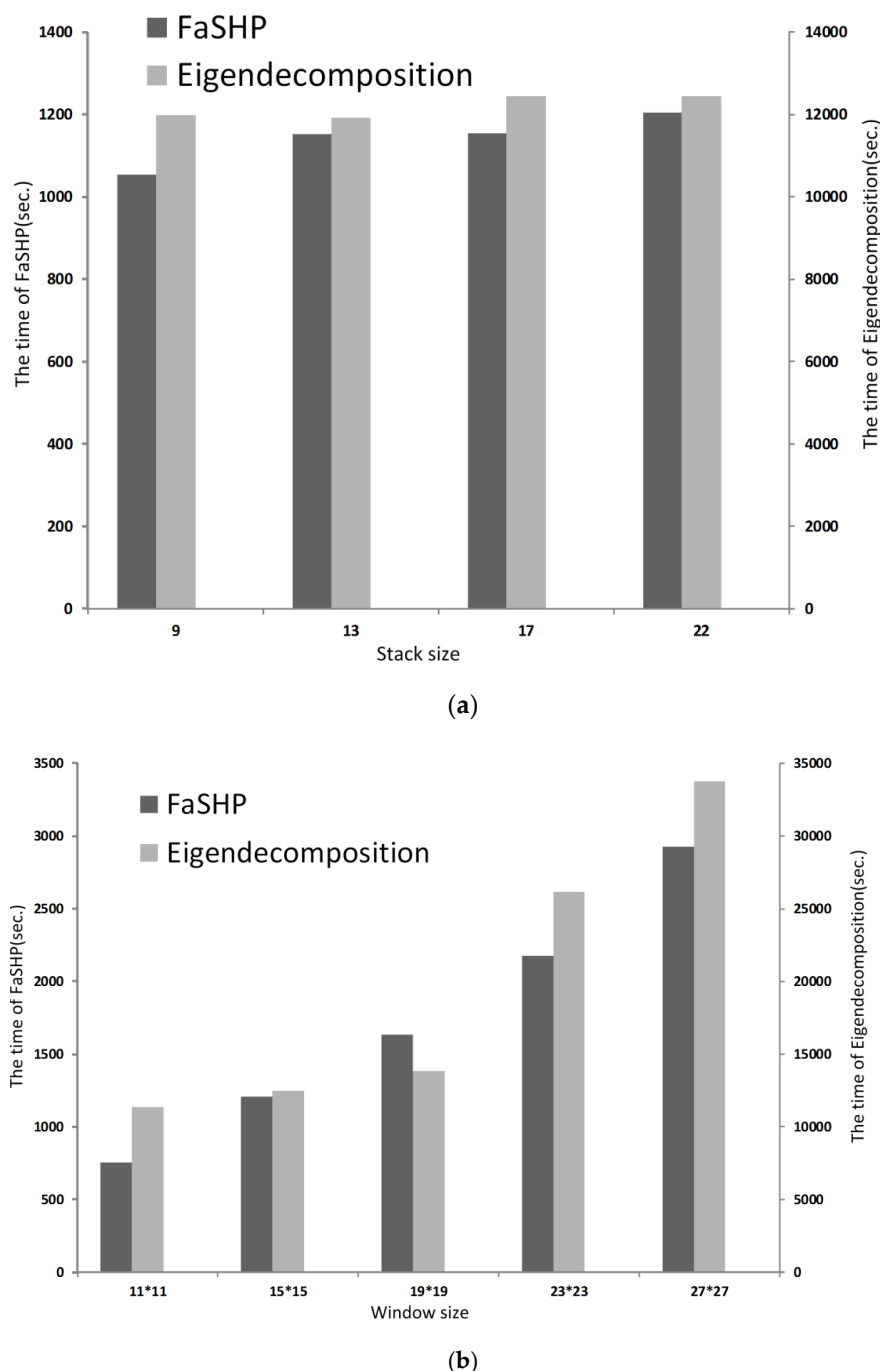 FaSHP
Eigendecomposition
The time of FaSHP(sec.)
1400
1200
1000
800
600
400
200
0
14000
12000
10000
8000
6000
4000
2000
0
The time of Eigendecomposition(sec.)
9 13 17 22
Stack size
(a)
FaSHP
Eigendecomposition
The time of FaSHP(sec.)
3500
3000
2500
2000
1500
1000
500
0
35000
30000
25000
20000
15000
10000
5000
0
The time of Eigendecomposition(sec.)
11*11 15*15 19*19 23*23 27*27
Window size
(b)